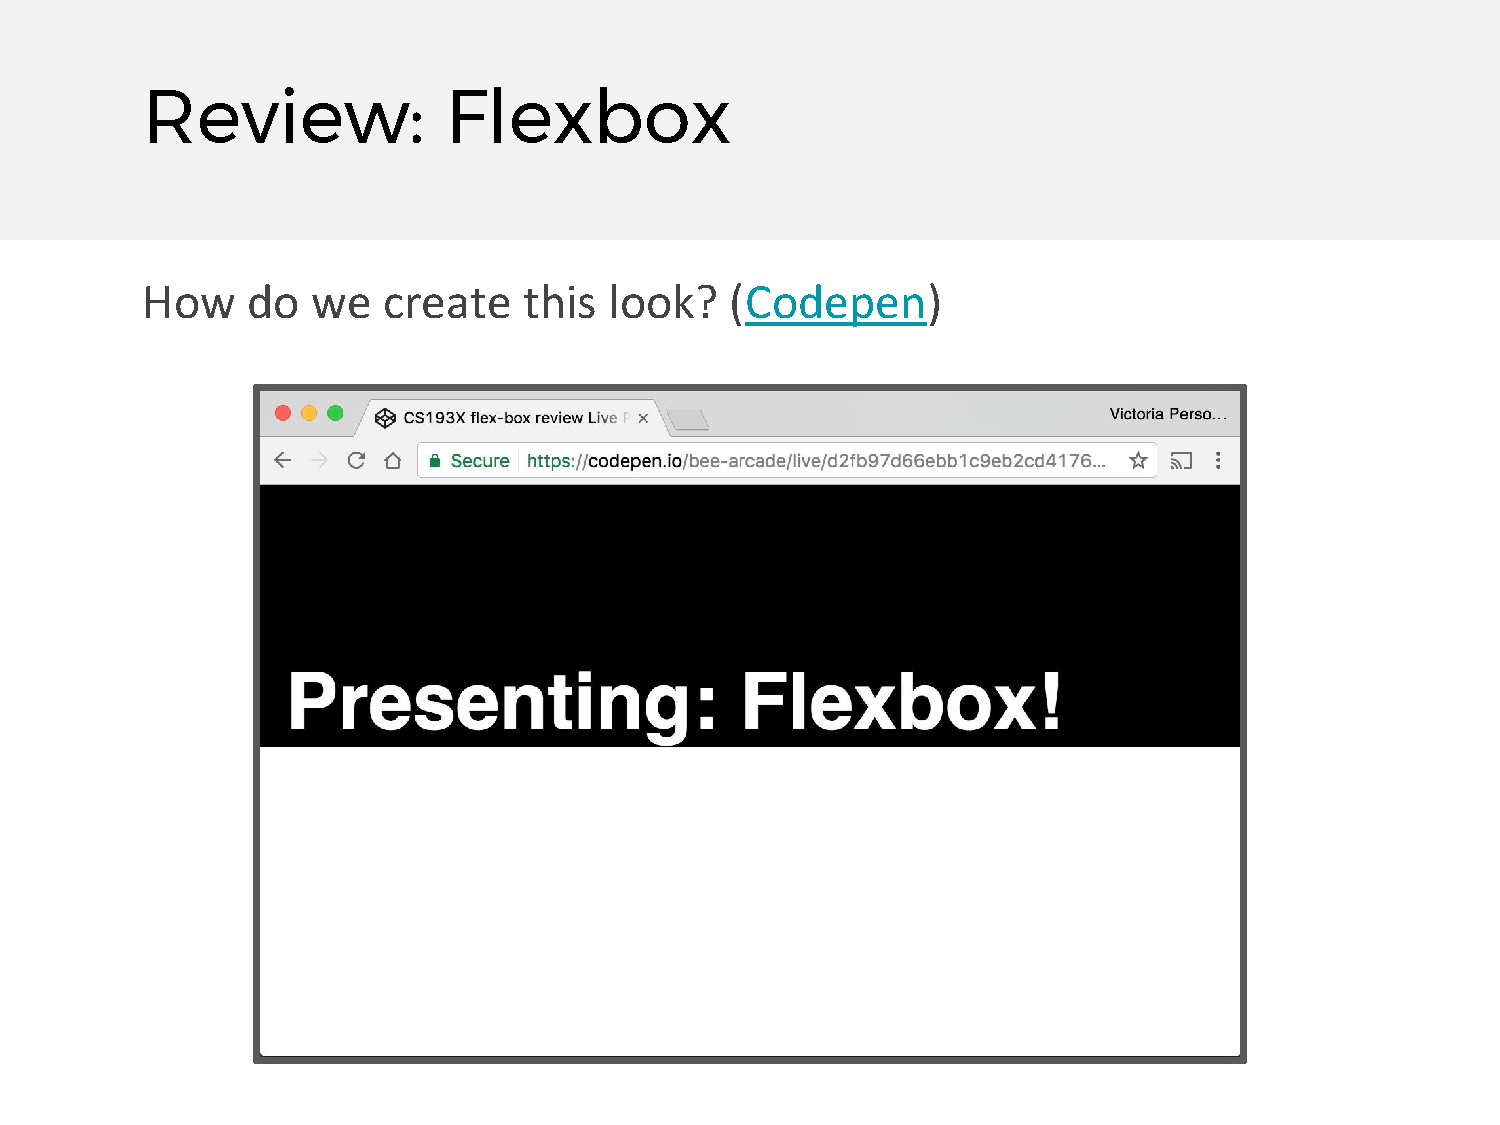 Review: Flexbox
How do we create this look? (Codepen)
CS193X flex-box review Live P
Victoria Perso...
Secure https://codepen.io/bee-arcade/live/d2fb97d66ebb1c9eb2cd4176...
Presenting: Flexbox!